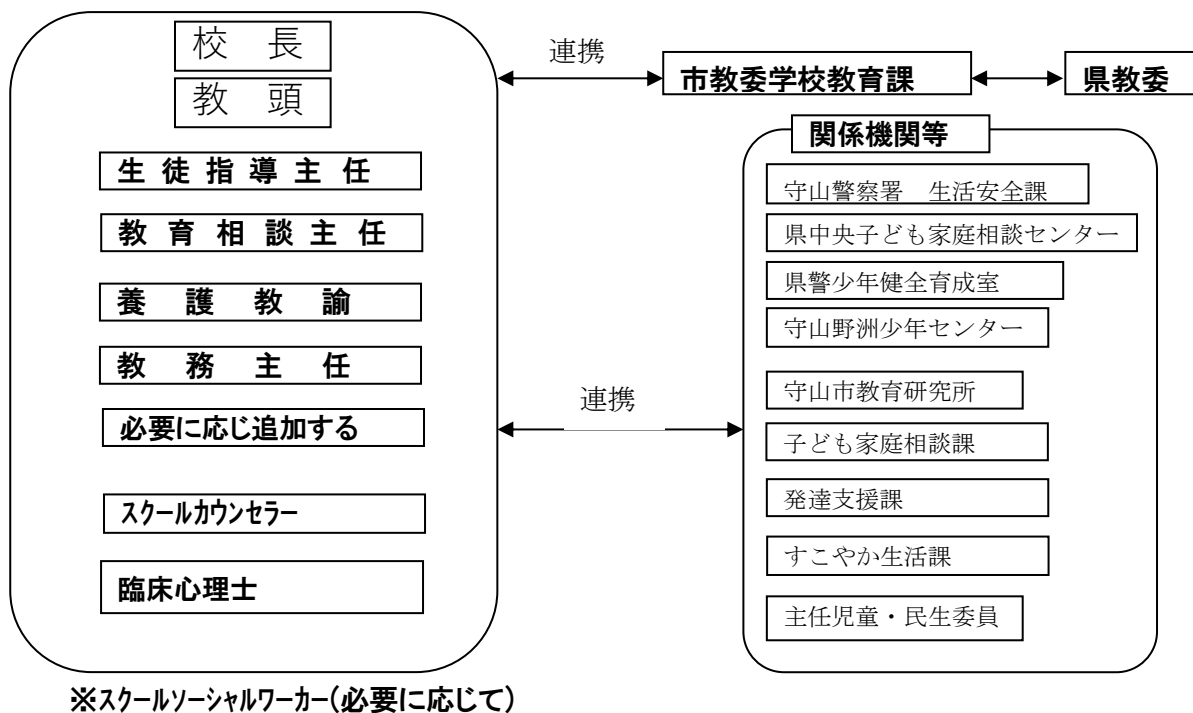 校　長
教　頭
生 徒 指 導 主 任
教 育 相 談 主 任
養　護　教　諭
教　務　主　任
必要に応じ追加する
スクールカウンセラー
臨床心理士
※スクールソーシャルワーカー(必要に応じて)
連携
市教委学校教育課
県教委
連携
関係機関等
守山警察署　生活安全課
県中央子ども家庭相談センター
県警少年健全育成室
守山野洲少年センター
守山市教育研究所
子ども家庭相談課
発達支援課
すこやか生活課
主任児童・民生委員